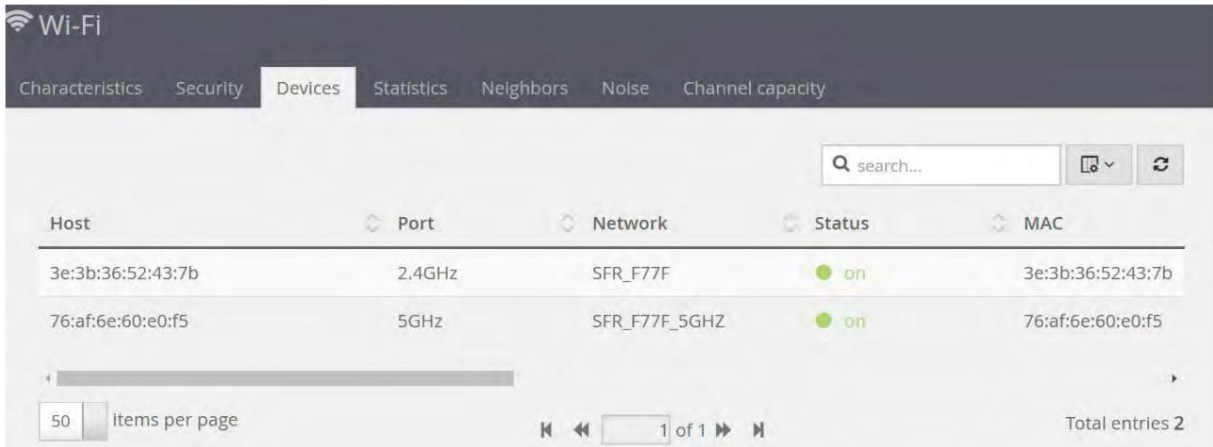 Wi-Fi
Characteristics Security Devices Statistics Neighbors Noise Channel capacity
search...
Host Port Network Status MAC
3e:3b:36:52:43:7b 2.4GHz SFR_F77F on 3e:3b:36:52:43:7b
76:af:6e:60:e0:f5 5GHz SFR_F77F_5GHZ on 76:af:6e:60:e0:f5
50 items per page 1 of 1 Total entries 2